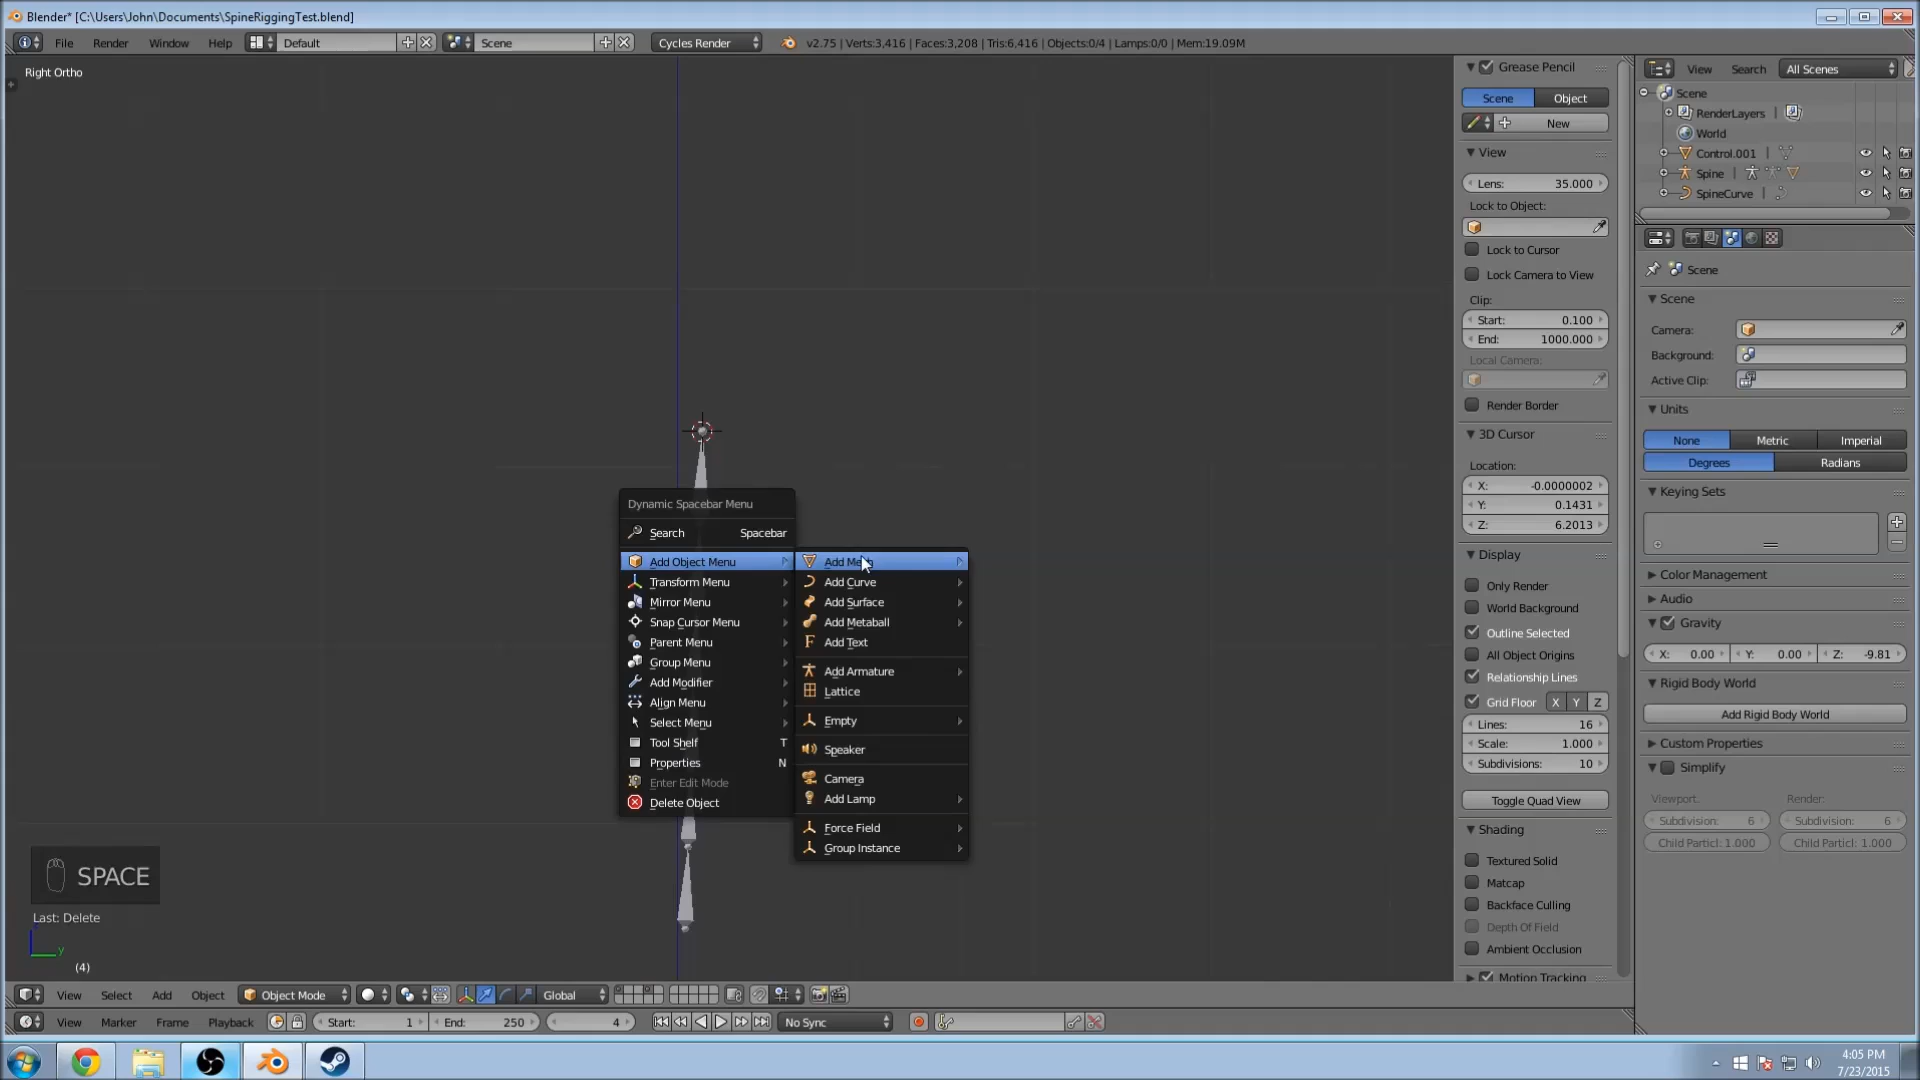 Blender* [C:\Users\John\Documents\SpineRiggingTest.blend]
File Render Window Help Default Scene Cycles Render v2.75 | Verts:3,416 | Faces:3,208 | Tris:6,416 | Objects:0/4 | Lamps:0/0 | Mem:19.09M
Right Ortho
Dynamic Spacebar Menu
Search Spacebar
Add Object Menu
Transform Menu
Mirror Menu
Snap Cursor Menu
Parent Menu
Group Menu
Add Modifier
Align Menu
Select Menu
Tool Shelf T
Properties N
Enter Edit Mode
Delete Object
Add Curve
Add Surface
Add Metaball
Add Text
Add Armature
Lattice
Empty
Speaker
Camera
Add Lamp
Force Field
Group Instance
SPACE
Last: Delete
y
(4)
Grease Pencil
Scene Object
New
View
Lens: 35.000
Lock to Object:
Lock to Cursor
Lock Camera to View
Clip:
Start: 0.100
End: 1000.000
Local Camera:
Render Border
3D Cursor
Location:
X: -0.0000002
Y: 0.1431
Z: 6.2013
Display
Only Render
World Background
Outline Selected
All Object Origins
Relationship Lines
Grid Floor X Y Z
Lines: 16
Scale: 1.000
Subdivisions: 10
Toggle Quad View
Shading
Textured Solid
Matcap
Backface Culling
Depth Of Field
Ambient Occlusion
Motion Tracking
View Search All Scenes
Scene
RenderLayers
World
Control.001
Spine
SpineCurve
Scene
Scene
Camera:
Background:
Active Clip:
Units
None Metric Imperial
Degrees Radians
Keying Sets
Color Management
Audio
Gravity
X: 0.00 Y: 0.00 Z: -9.81
Rigid Body World
Add Rigid Body World
Custom Properties
Simplify
Viewport: Render:
Subdivision: 6 Subdivision: 6
Child Particl: 1.000 Child Particl: 1.000
View Select Add Object Object Mode Global
View Marker Frame Playback Start: 1 End: 250 4 No Sync
4:05 PM
7/23/2015